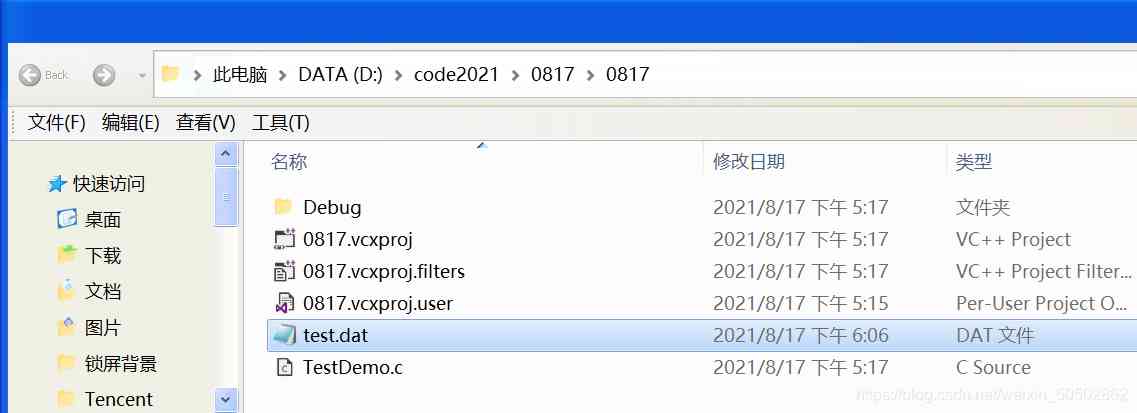 Back 此电脑 DATA (D:) code2021 0817 0817
文件(F) 编辑(E) 查看(V) 工具(T)
名称 修改日期 类型
快速访问
桌面
下载
文档
图片
锁屏背景
Tencent
Debug 2021/8/17 下午 5:17 文件夹
0817.vcxproj 2021/8/17 下午 5:17 VC++ Project
0817.vcxproj.filters 2021/8/17 下午 5:17 VC++ Project Filter...
0817.vcxproj.user 2021/8/17 下午 5:15 Per-User Project O...
test.dat 2021/8/17 下午 6:06 DAT 文件
TestDemo.c 2021/8/17 下午 5:17 C Source
https://blog.csdn.net/weixin_50502862